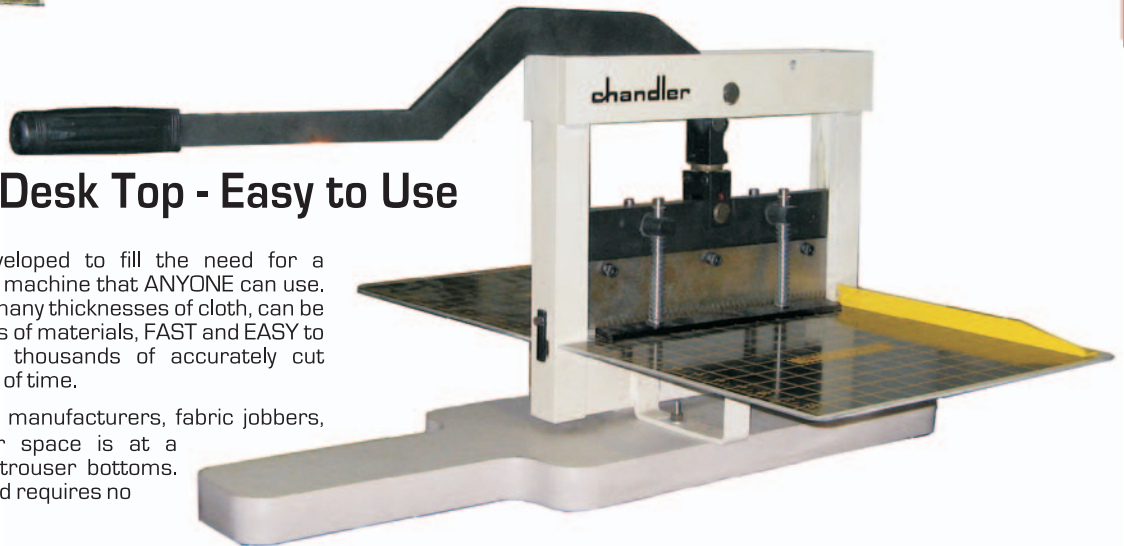 chandler
Desk Top - Easy to Use
veloped to fill the need for a
machine that ANYONE can use.
many thicknesses of cloth, can be
s of materials, FAST and EASY to
thousands of accurately cut
of time.
manufacturers, fabric jobbers,
r space is at a
trouser bottoms.
d requires no